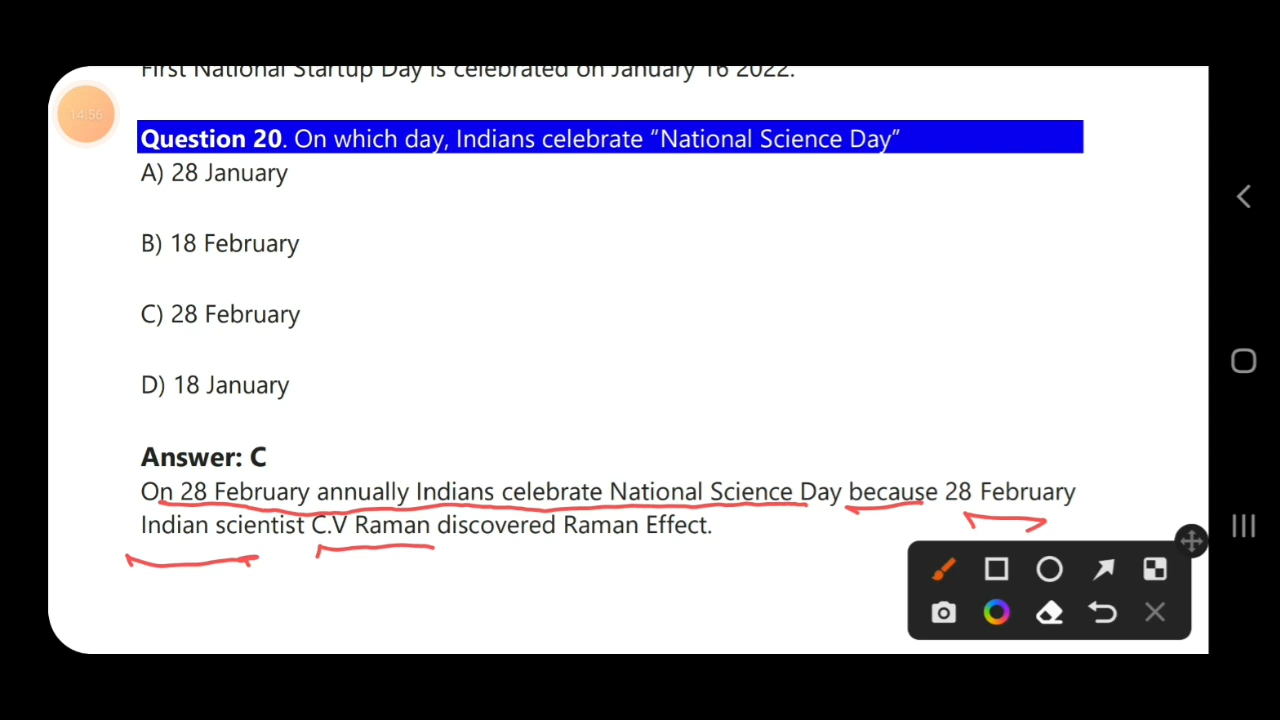 First National Startup Day is celebrated on January 16 2022.
14:56
Question 20. On which day, Indians celebrate “National Science Day”
A) 28 January
B) 18 February
C) 28 February
D) 18 January
Answer: C
On 28 February annually Indians celebrate National Science Day because 28 February
Indian scientist C.V Raman discovered Raman Effect.